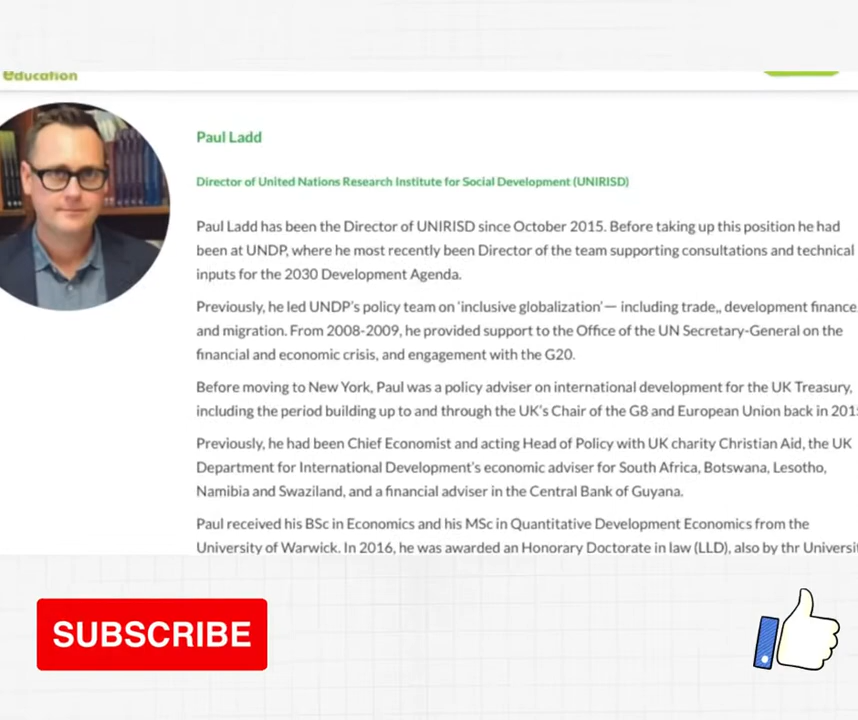 education
Paul Ladd
Director of United Nations Research Institute for Social Development (UNIRISD)
Paul Ladd has been the Director of UNIRISD since October 2015. Before taking up this position he had
been at UNDP, where he most recently been Director of the team supporting consultations and technical
inputs for the 2030 Development Agenda.
Previously, he led UNDP's policy team on 'inclusive globalization'— including trade,, development finance
and migration. From 2008-2009, he provided support to the Office of the UN Secretary-General on the
financial and economic crisis, and engagement with the G20.
Before moving to New York, Paul was a policy adviser on international development for the UK Treasury,
including the period building up to and through the UK's Chair of the G8 and European Union back in
Previously, he had been Chief Economist and acting Head of Policy with UK charity Christian Aid, the UK
Department for International Development's economic adviser for South Africa, Botswana, Lesotho,
Namibia and Swaziland, and a financial adviser in the Central Bank of Guyana.
Paul received his BSc in Economics and his MSc in Quantitative Development Economics from the
University of Warwick. In 2016, he was awarded an Honorary Doctorate in law (LLD), also by thr Universit
SUBSCRIBE